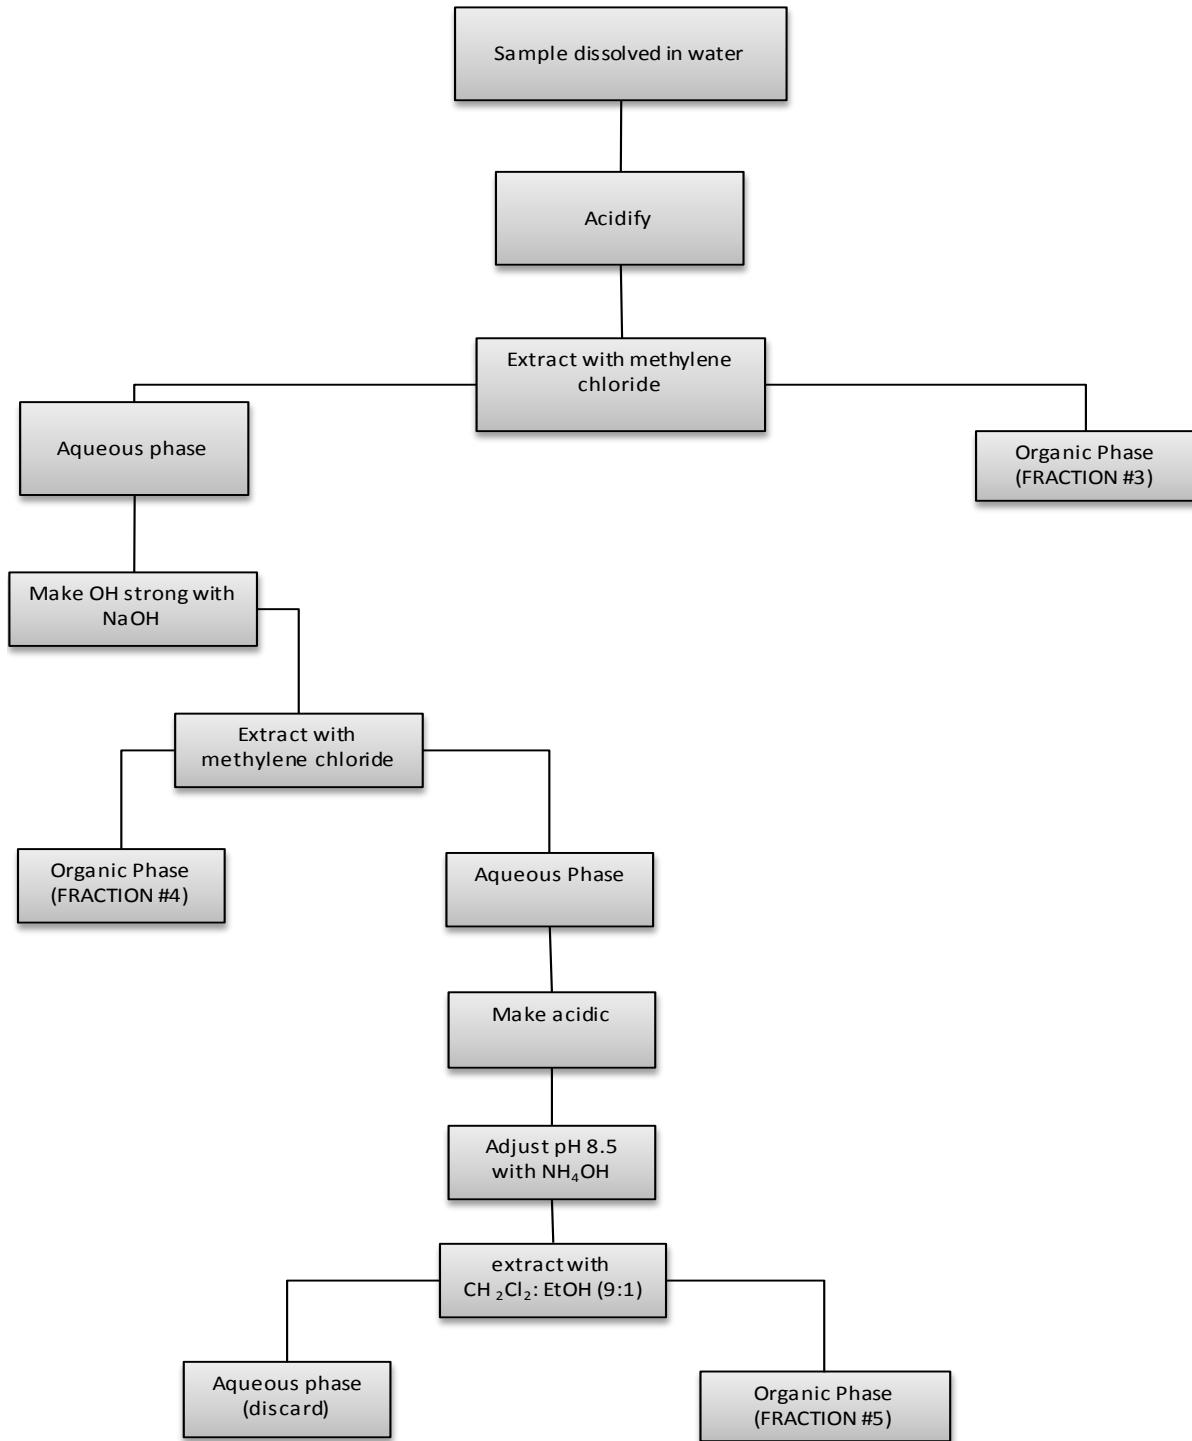 Sample dissolved in water
Acidify
Extract with methylene
chloride
Aqueous phase
Organic Phase
(FRACTION #3)
Make OH strong with
NaOH
Extract with
methylene chloride
Organic Phase
(FRACTION #4)
Aqueous Phase
Make acidic
Adjust pH 8.5
with NH₄OH
extract with
CH ₂Cl₂: EtOH (9:1)
Aqueous phase
(discard)
Organic Phase
(FRACTION #5)